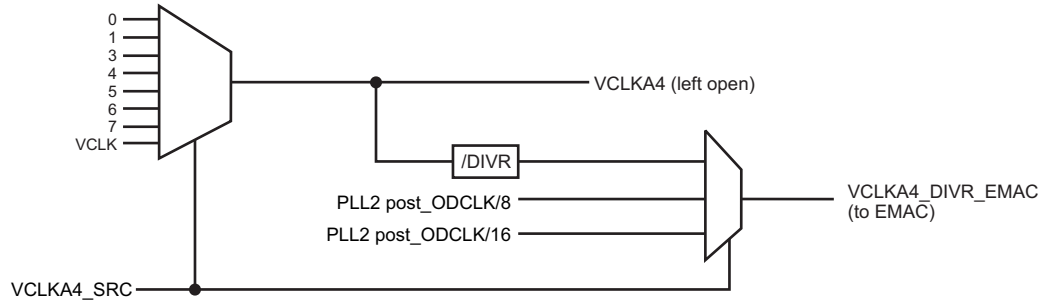 0
1
3
4
5
6
7
VCLK
VCLKA4 (left open)
/DIVR
PLL2 post_ODCLK/8
PLL2 post_ODCLK/16
VCLKA4_DIVR_EMAC
(to EMAC)
VCLKA4_SRC